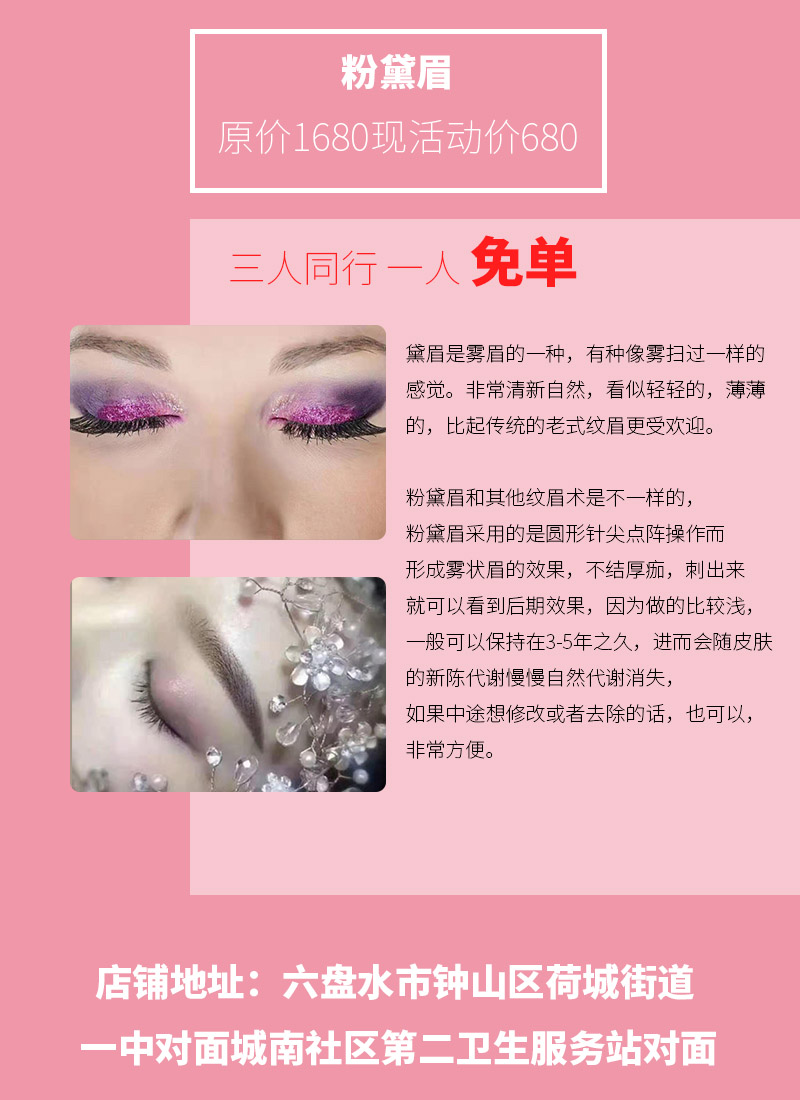 粉黛眉
原价1680现活动价680
三人同行 一人 免单
黛眉是雾眉的一种，有种像雾扫过一样的
感觉。非常清新自然，看似轻轻的，薄薄
的，比起传统的老式纹眉更受欢迎。
粉黛眉和其他纹眉术是不一样的，
粉黛眉采用的是圆形针尖点阵操作而
形成雾状眉的效果，不结厚痂，刺出来
就可以看到后期效果，因为做的比较浅，
一般可以保持在3-5年之久，进而会随皮肤
的新陈代谢慢慢自然代谢消失，
如果中途想修改或者去除的话，也可以，
非常方便。
店铺地址：六盘水市钟山区荷城街道
一中对面城南社区第二卫生服务站对面